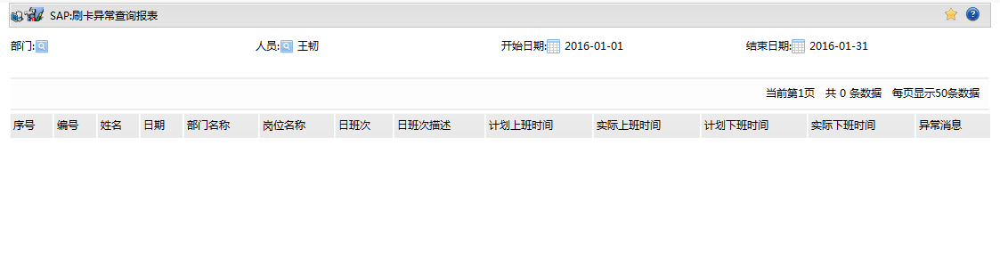 SAP:刷卡异常查询报表
部门: 人员: 王韧 开始日期: 2016-01-01 结束日期: 2016-01-31
当前第1页 共 0 条数据 每页显示50条数据
序号 编号 姓名 日期 部门名称 岗位名称 日班次 日班次描述 计划上班时间 实际上班时间 计划下班时间 实际下班时间 异常消息